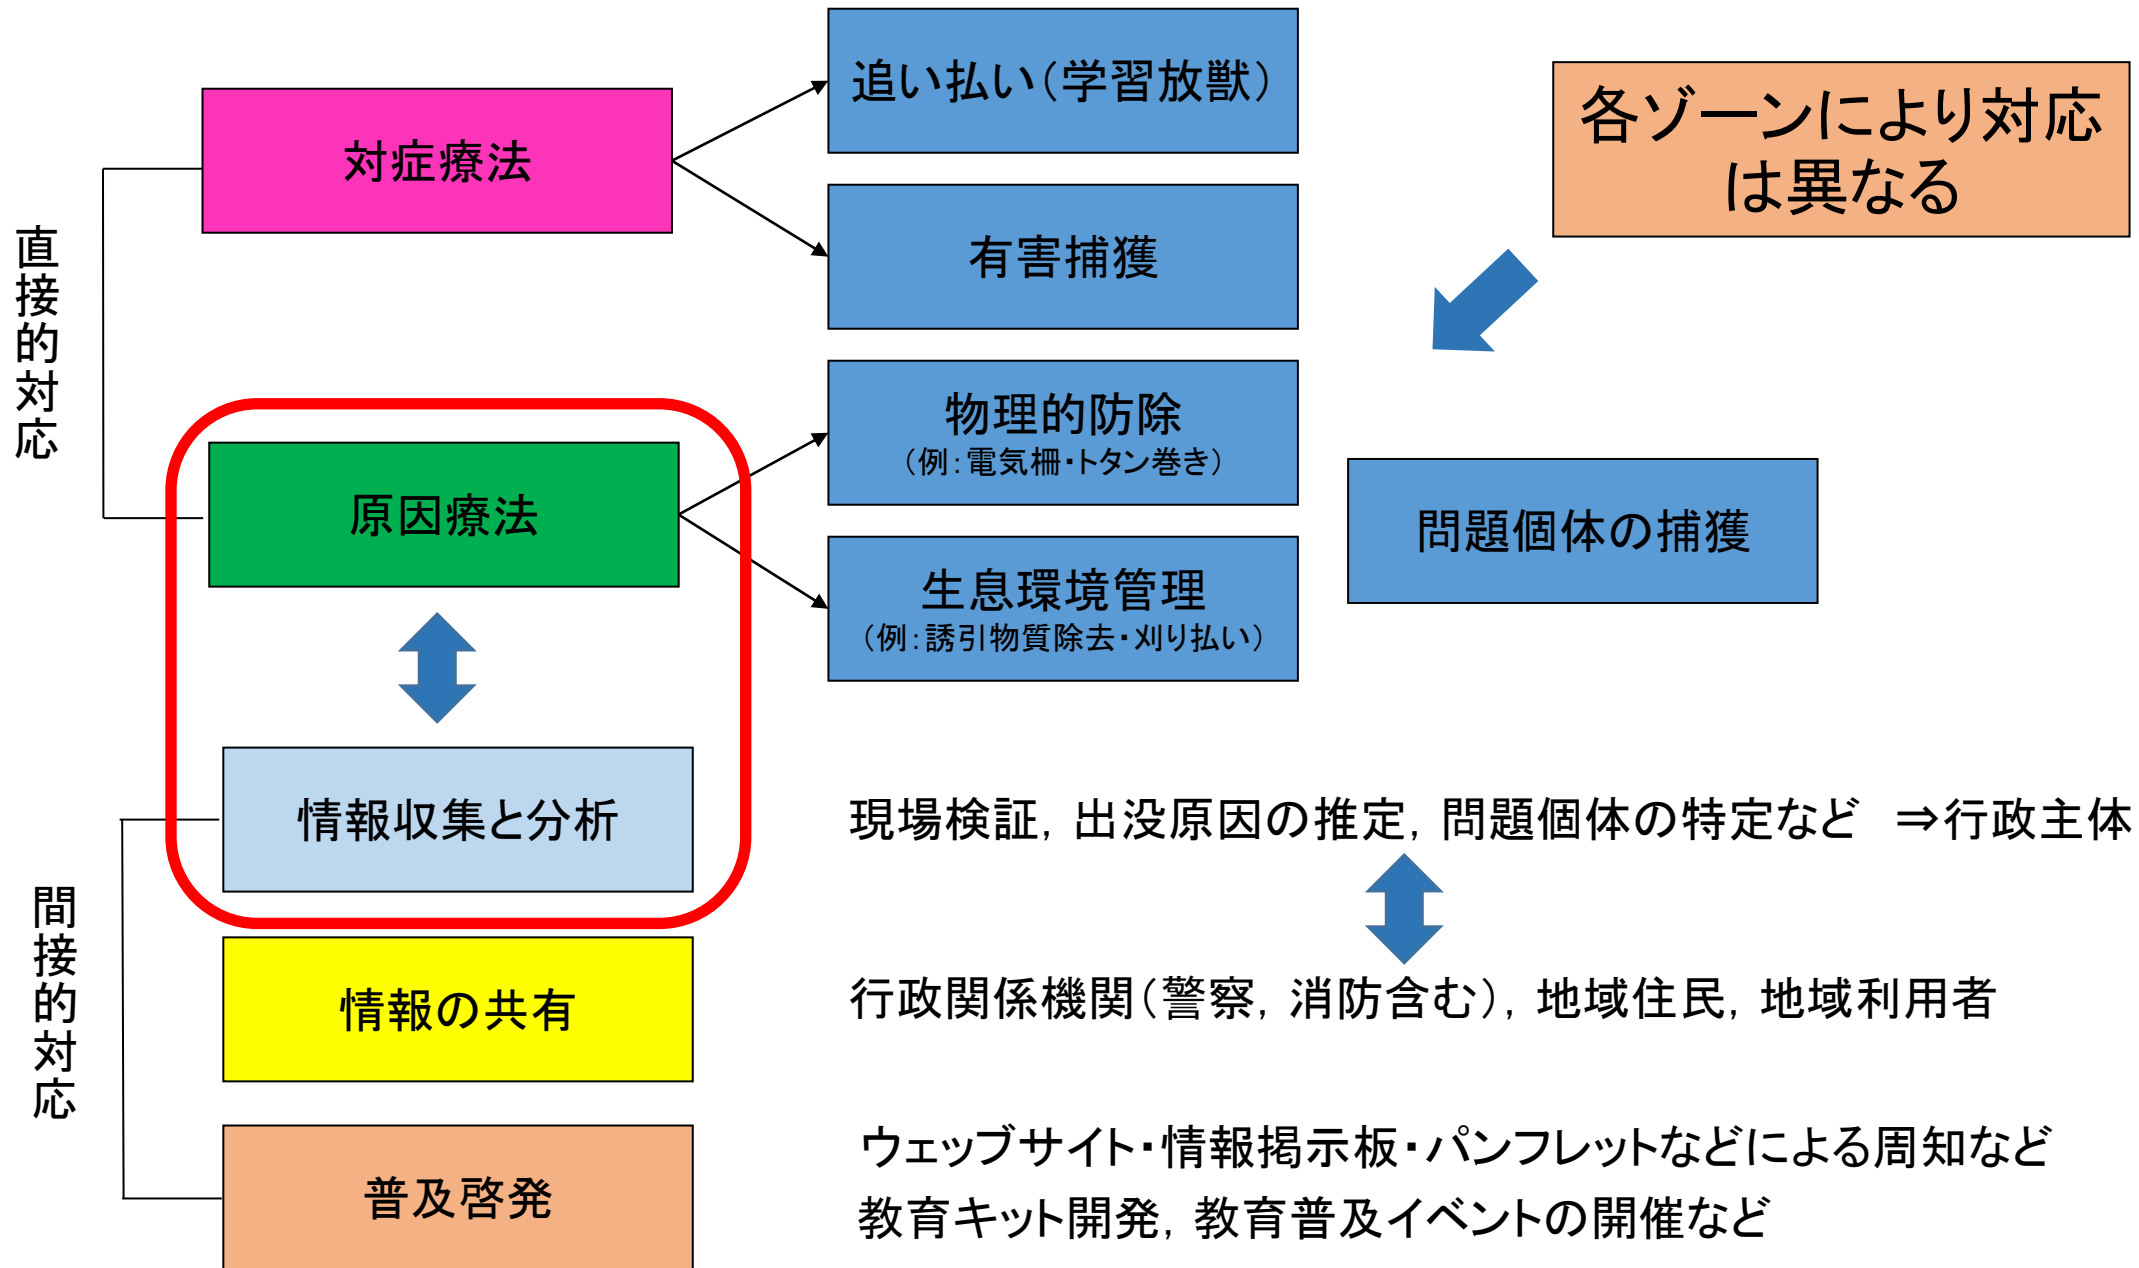 追い払い（学習放獣）
各ゾーンにより対応
は異なる
対症療法
有害捕獲
直接的対応
物理的防除
（例：電気柵・トタン巻き）
原因療法
問題個体の捕獲
生息環境管理
（例：誘引物質除去・刈り払い）
情報収集と分析
現場検証，出没原因の推定，問題個体の特定など　⇒行政主体
間接的対応
情報の共有
行政関係機関（警察，消防含む），地域住民，地域利用者
普及啓発
ウェッブサイト・情報掲示板・パンフレットなどによる周知など
教育キット開発，教育普及イベントの開催など